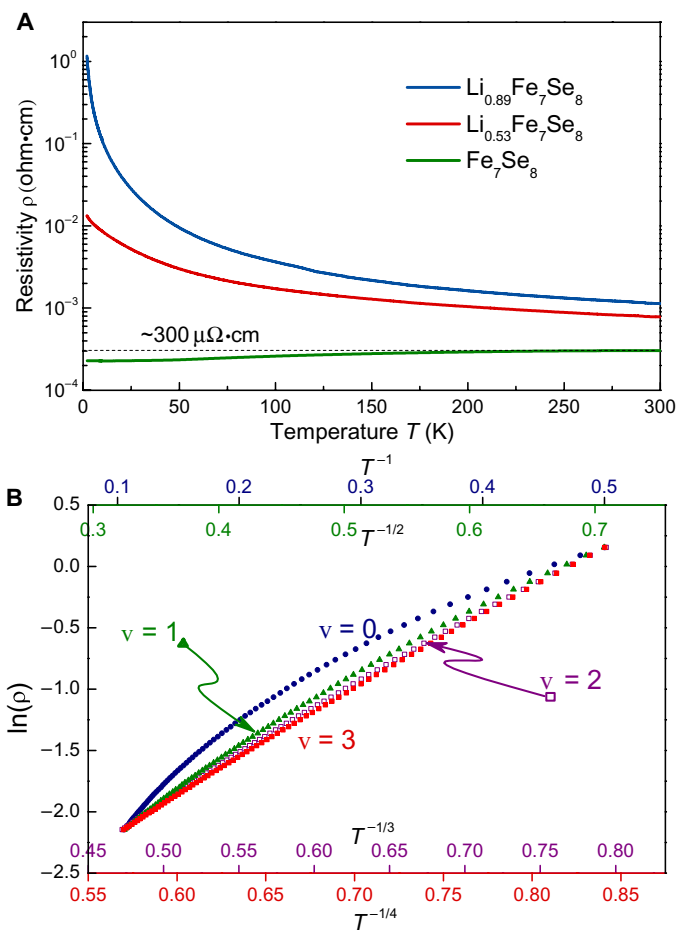 A
Resistivity ρ (ohm·cm)
10^0
10^−1
10^−2
10^−3
10^−4
Li_0.89Fe_7Se_8
Li_0.53Fe_7Se_8
Fe_7Se_8
~300 μΩ·cm
0 50 100 150 200 250 300
Temperature T (K)
T^−1
B
0.1 0.2 0.3 0.4 0.5
0.3 0.4 0.5 0.6 0.7
T^−1/2
ln(ρ)
0.5
0.0
−0.5
−1.0
−1.5
−2.0
−2.5
v = 1
v = 0
v = 2
v = 3
T^−1/3
0.45 0.50 0.55 0.60 0.65 0.70 0.75 0.80
0.55 0.60 0.65 0.70 0.75 0.80 0.85
T^−1/4